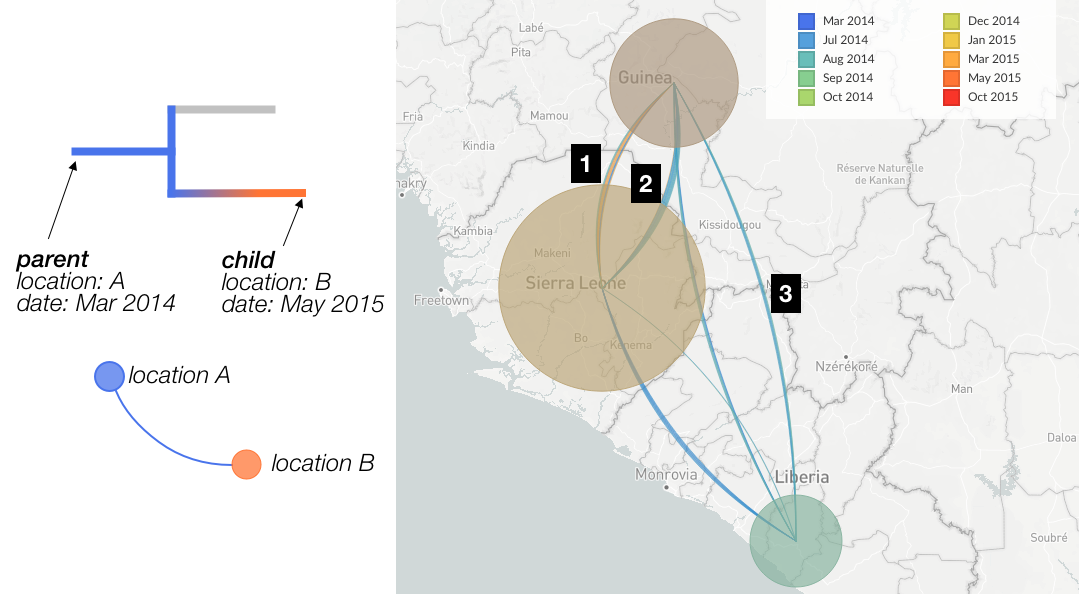 parent
location: A
date: Mar 2014
child
location: B
date: May 2015
location A
location B
Mar 2014
Jul 2014
Aug 2014
Sep 2014
Oct 2014
Dec 2014
Jan 2015
Mar 2015
May 2015
Oct 2015
Labé
Pita
Guinea
Fria
Mamou
Kindia
1
2
Réserve Naturelle
de Kankan
nakry
Kambia
Kissidougou
Makeni
Sierra Leone
Freetown
3
Bo
Kenema
Nzérékoré
Man
Daloa
Monrovia
Liberia
Soubré